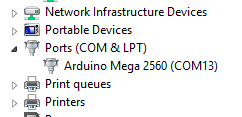 Network Infrastructure Devices
Portable Devices
Ports (COM & LPT)
Arduino Mega 2560 (COM13)
Print queues
Printers